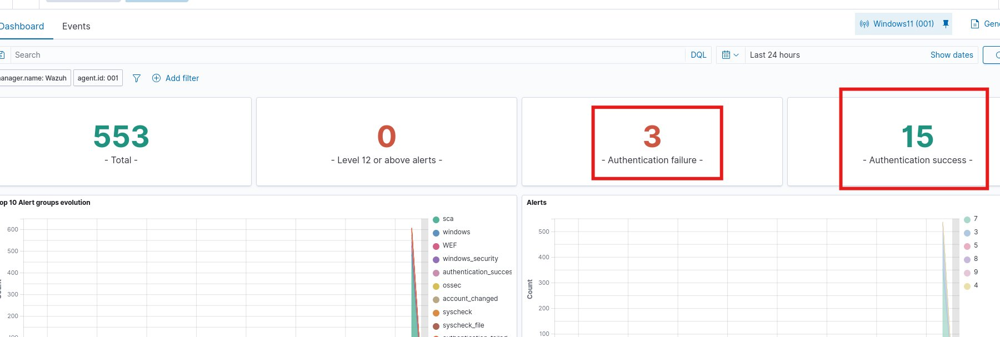 Dashboard Events Windows11 (001)
Search DQL Last 24 hours Show dates
manager.name: Wazuh agent.id: 001 Add filter
553
- Total -
0
- Level 12 or above alerts -
3
- Authentication failure -
15
- Authentication success -
op 10 Alert groups evolution
600
500
400
300
200
100
sca
windows
WEF
windows_security
authentication_succes
ossec
account_changed
syscheck
syscheck_file
Alerts
Count
500
400
300
200
100
7
3
5
8
9
4